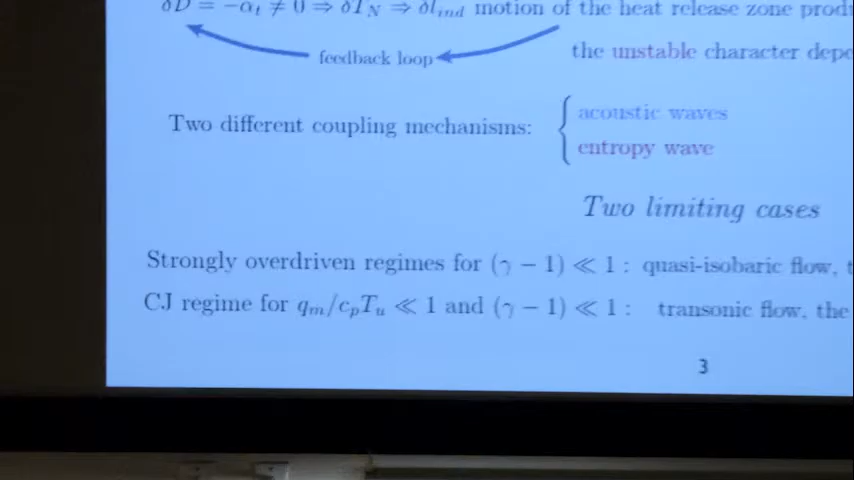 δD = −α_t ≠ 0 ⇒ δT_N ⇒ δl_ind motion of the heat release zone
feedback loop
the unstable character
Two different coupling mechanisms:
acoustic waves
entropy wave
Two limiting cases
Strongly overdriven regimes for (γ − 1) ≪ 1 : quasi-isobaric flow,
CJ regime for q_m/c_pT_u ≪ 1 and (γ − 1) ≪ 1 : transonic flow, the
3